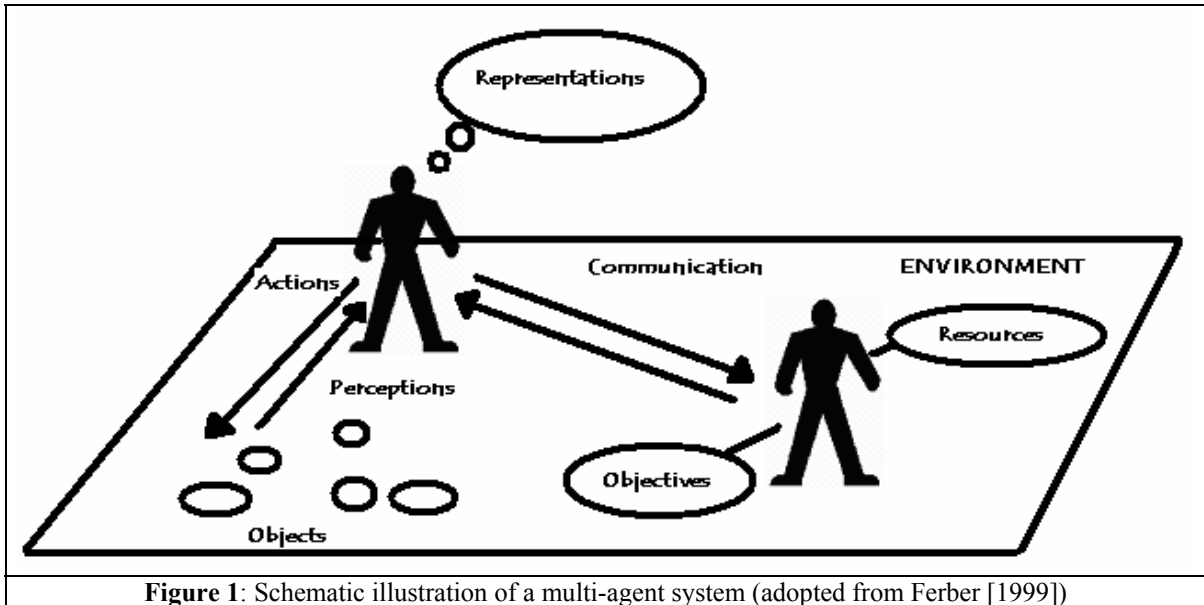 Representations
Actions
Communication
ENVIRONMENT
Resources
Perceptions
Objectives
Objects
Figure 1: Schematic illustration of a multi-agent system (adopted from Ferber [1999])